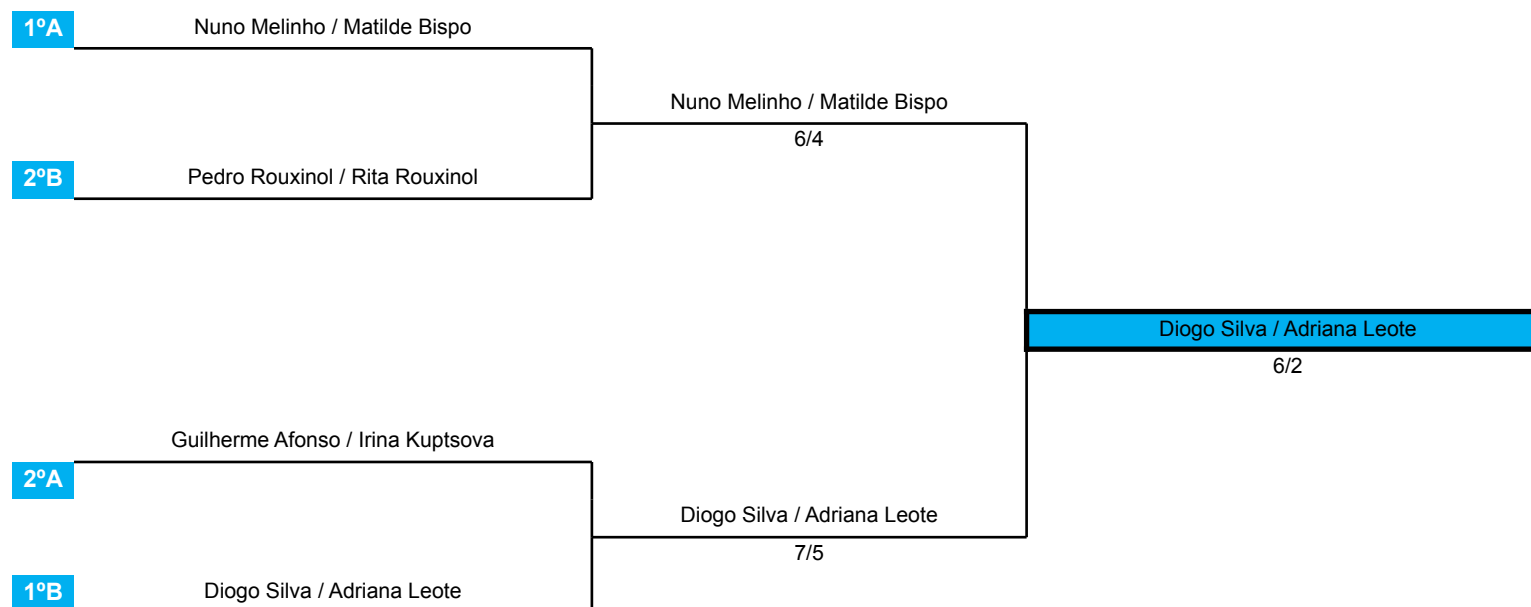 1ºA
Nuno Melinho / Matilde Bispo
Nuno Melinho / Matilde Bispo
6/4
2ºB
Pedro Rouxinol / Rita Rouxinol
Diogo Silva / Adriana Leote
6/2
Guilherme Afonso / Irina Kuptsova
2ºA
Diogo Silva / Adriana Leote
7/5
1ºB
Diogo Silva / Adriana Leote